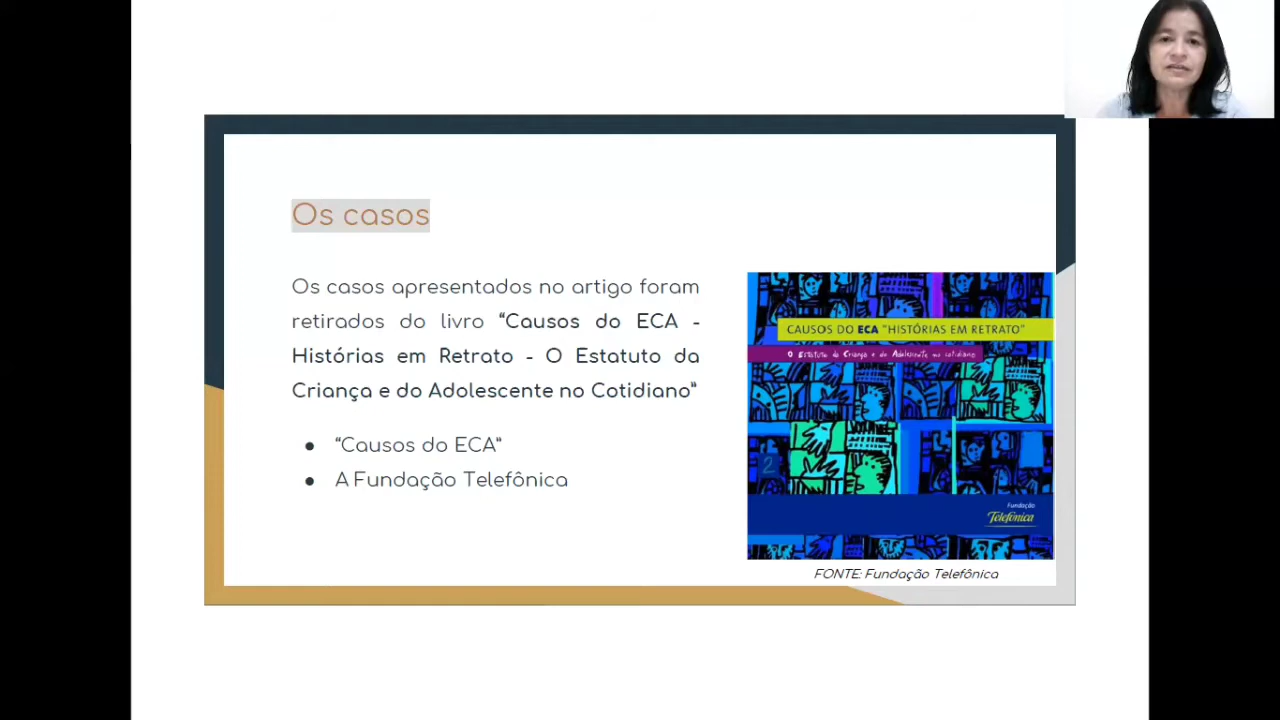 Os casos
Os casos apresentados no artigo foram
retirados do livro “Causos do ECA -
Histórias em Retrato - O Estatuto da
Criança e do Adolescente no Cotidiano”
● “Causos do ECA”
● A Fundação Telefônica
CAUSOS DO ECA "HISTÓRIAS EM RETRATO"
O ESTATUTO da CRIANÇA e do ADOLESCENTE no cotidiano
2
Fundação
Telefônica
FONTE: Fundação Telefônica